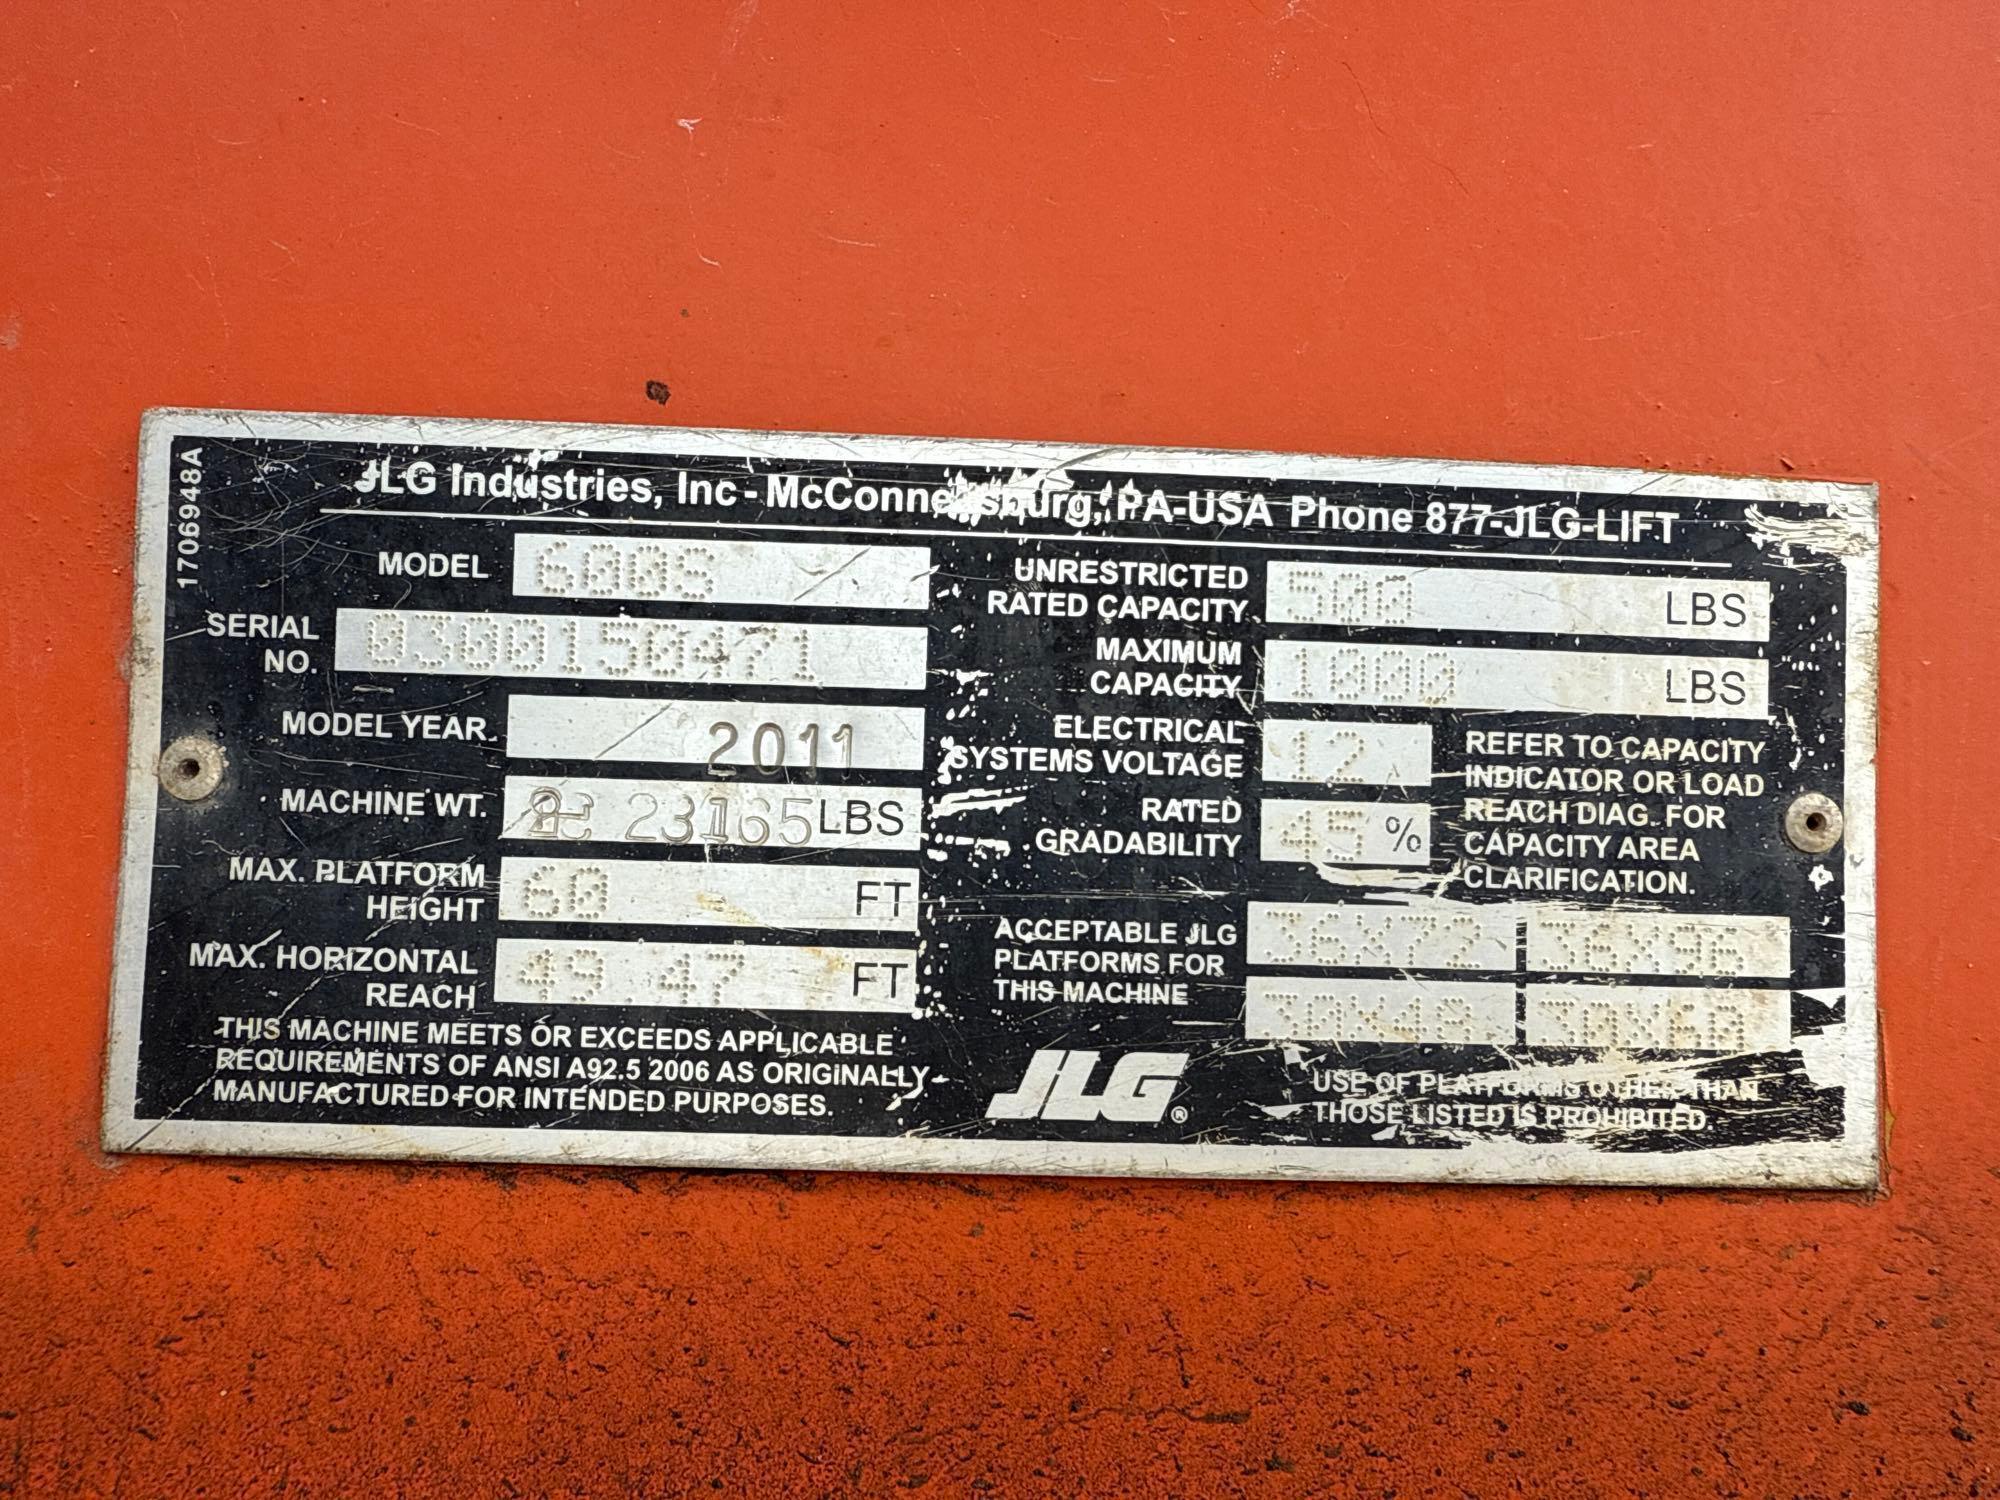 1706948A
JLG Industries, Inc - McConnellsburg, PA-USA Phone 877-JLG-LIFT
MODEL 600S
SERIAL NO. 0300150471
MODEL YEAR 2011
MACHINE WT. 23165 LBS
MAX. PLATFORM HEIGHT 60 FT
MAX. HORIZONTAL REACH 49.47 FT
THIS MACHINE MEETS OR EXCEEDS APPLICABLE
REQUIREMENTS OF ANSI A92.5 2006 AS ORIGINALLY
MANUFACTURED FOR INTENDED PURPOSES.
UNRESTRICTED RATED CAPACITY 500 LBS
MAXIMUM CAPACITY 1000 LBS
ELECTRICAL SYSTEMS VOLTAGE 12
RATED GRADABILITY 45 %
REFER TO CAPACITY
INDICATOR OR LOAD
REACH DIAG. FOR
CAPACITY AREA
CLARIFICATION.
ACCEPTABLE JLG
PLATFORMS FOR
THIS MACHINE
36X72 36X96
30X48 30X60
JLG®
USE OF PLATFORMS OTHER THAN
THOSE LISTED IS PROHIBITED.